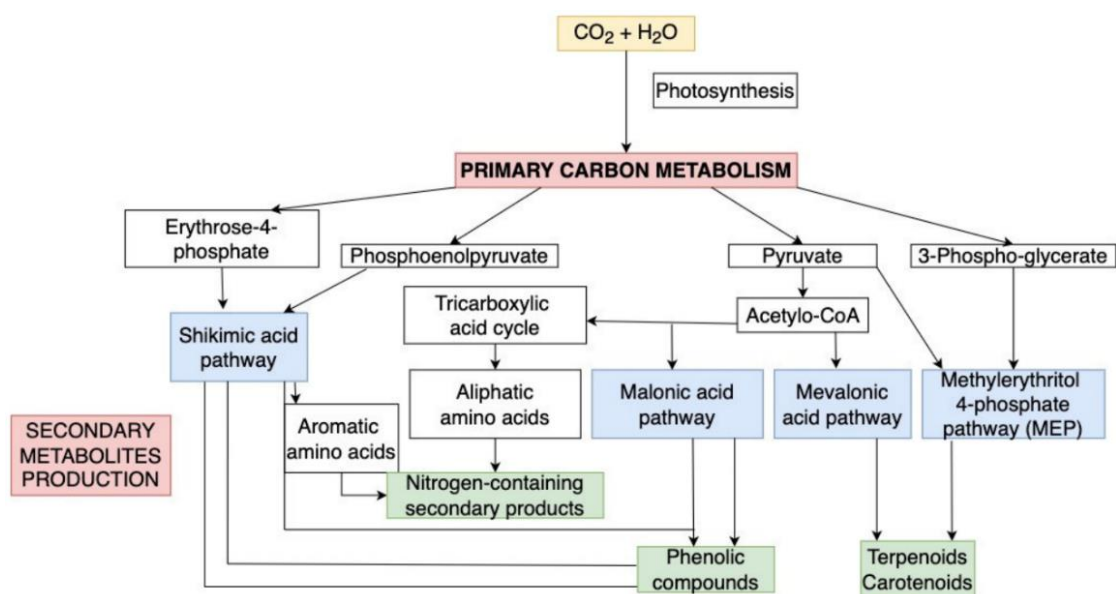 CO₂ + H₂O
Photosynthesis
PRIMARY CARBON METABOLISM
Erythrose-4-
phosphate
Phosphoenolpyruvate
Pyruvate
3-Phospho-glycerate
Tricarboxylic
acid cycle
Acetylo-CoA
Shikimic acid
pathway
Aliphatic
amino acids
Malonic acid
pathway
Mevalonic
acid pathway
Methylerythritol
4-phosphate
pathway (MEP)
SECONDARY
METABOLITES
PRODUCTION
Aromatic
amino acids
Nitrogen-containing
secondary products
Phenolic
compounds
Terpenoids
Carotenoids